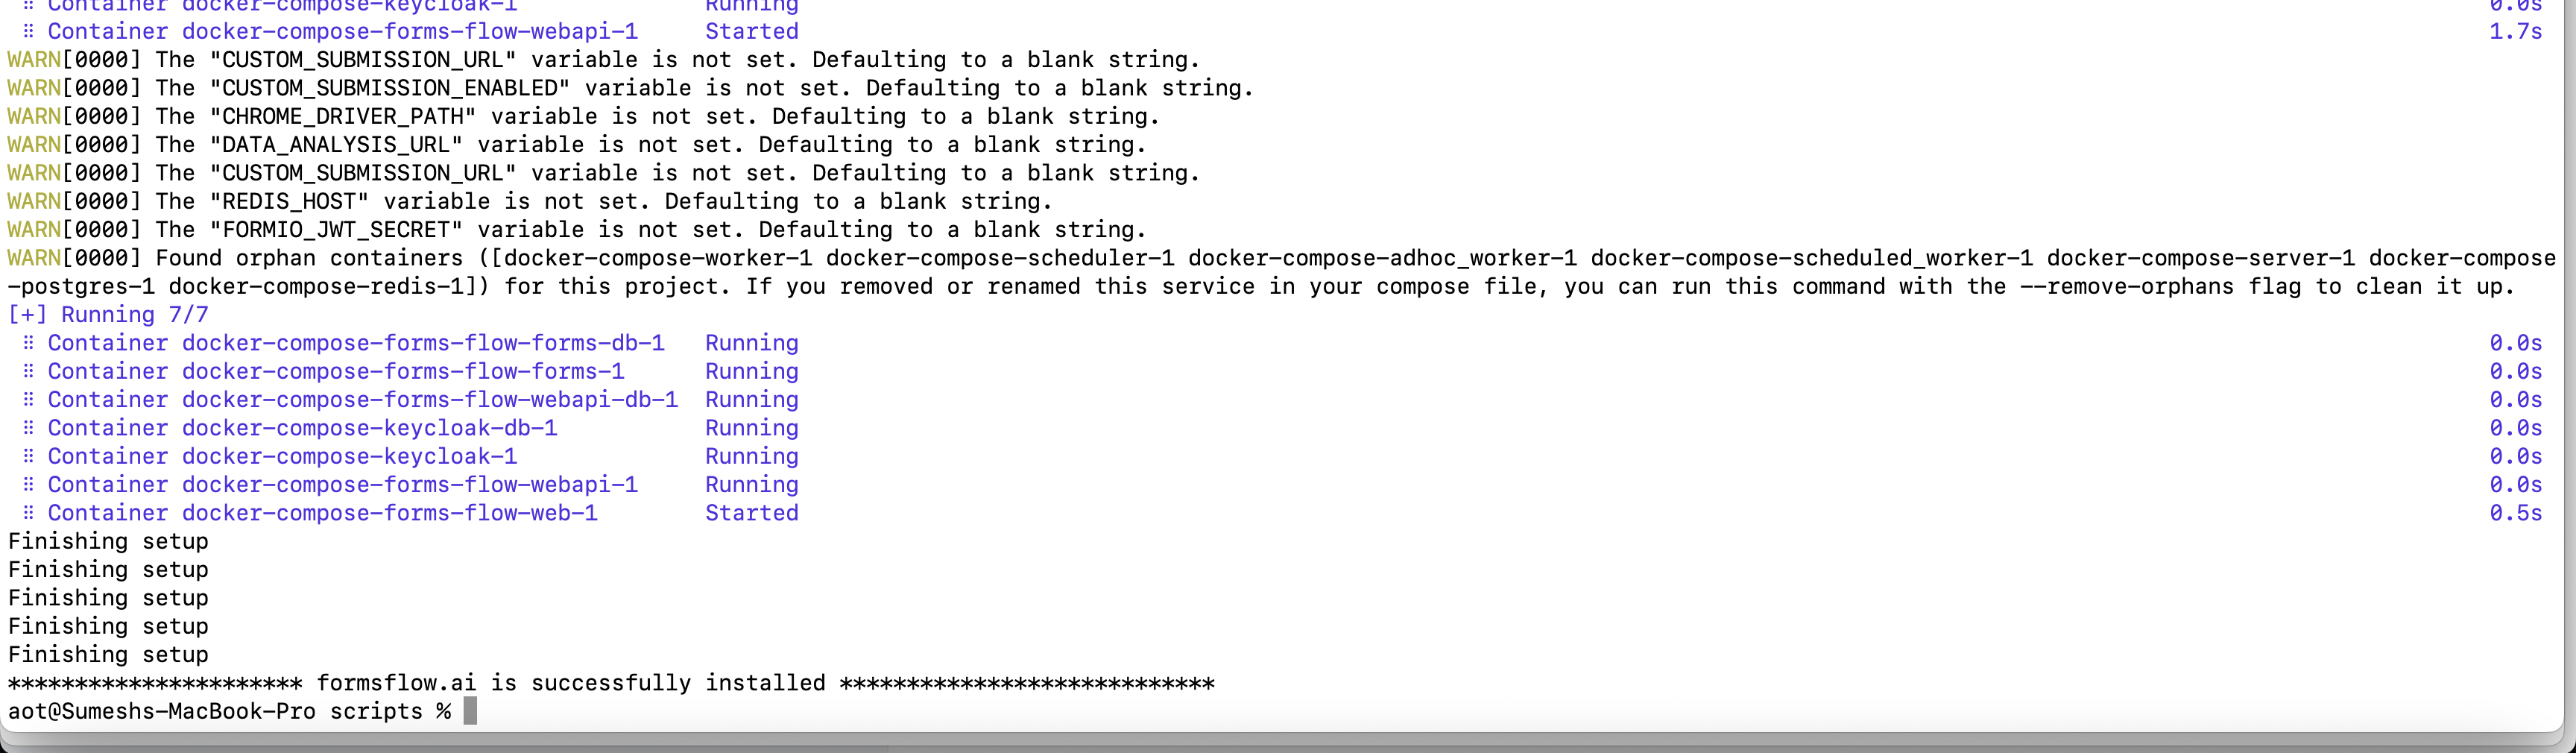 ⠿ Container docker-compose-keycloak-1 Running 0.0s
⠿ Container docker-compose-forms-flow-webapi-1 Started 1.7s
WARN[0000] The "CUSTOM_SUBMISSION_URL" variable is not set. Defaulting to a blank string.
WARN[0000] The "CUSTOM_SUBMISSION_ENABLED" variable is not set. Defaulting to a blank string.
WARN[0000] The "CHROME_DRIVER_PATH" variable is not set. Defaulting to a blank string.
WARN[0000] The "DATA_ANALYSIS_URL" variable is not set. Defaulting to a blank string.
WARN[0000] The "CUSTOM_SUBMISSION_URL" variable is not set. Defaulting to a blank string.
WARN[0000] The "REDIS_HOST" variable is not set. Defaulting to a blank string.
WARN[0000] The "FORMIO_JWT_SECRET" variable is not set. Defaulting to a blank string.
WARN[0000] Found orphan containers ([docker-compose-worker-1 docker-compose-scheduler-1 docker-compose-adhoc_worker-1 docker-compose-scheduled_worker-1 docker-compose-server-1 docker-compose
-postgres-1 docker-compose-redis-1]) for this project. If you removed or renamed this service in your compose file, you can run this command with the --remove-orphans flag to clean it up.
[+] Running 7/7
⠿ Container docker-compose-forms-flow-forms-db-1 Running 0.0s
⠿ Container docker-compose-forms-flow-forms-1 Running 0.0s
⠿ Container docker-compose-forms-flow-webapi-db-1 Running 0.0s
⠿ Container docker-compose-keycloak-db-1 Running 0.0s
⠿ Container docker-compose-keycloak-1 Running 0.0s
⠿ Container docker-compose-forms-flow-webapi-1 Running 0.0s
⠿ Container docker-compose-forms-flow-web-1 Started 0.5s
Finishing setup
Finishing setup
Finishing setup
Finishing setup
Finishing setup
********************** formsflow.ai is successfully installed ****************************
aot@Sumeshs-MacBook-Pro scripts %